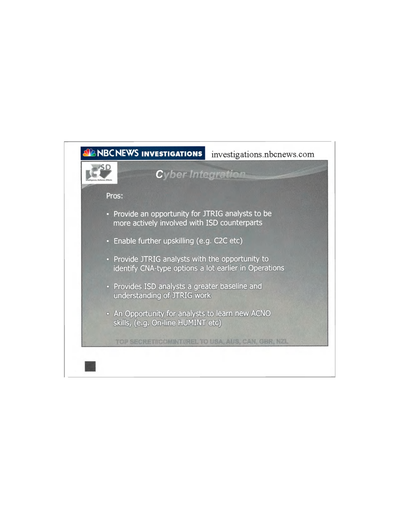 NBCNEWS INVESTIGATIONS investigations.nbcnews.com
ISD
Cyber Integration
Pros:
• Provide an opportunity for JTRIG analysts to be
more actively involved with ISD counterparts
• Enable further upskilling (e.g. C2C etc)
• Provide JTRIG analysts with the opportunity to
identify CNA-type options a lot earlier in Operations
• Provides ISD analysts a greater baseline and
understanding of JTRIG work
• An Opportunity for analysts to learn new ACNO
skills, (e.g. On-line HUMINT etc)
TOP SECRET//COMINT//REL TO USA, AUS, CAN, GBR, NZL